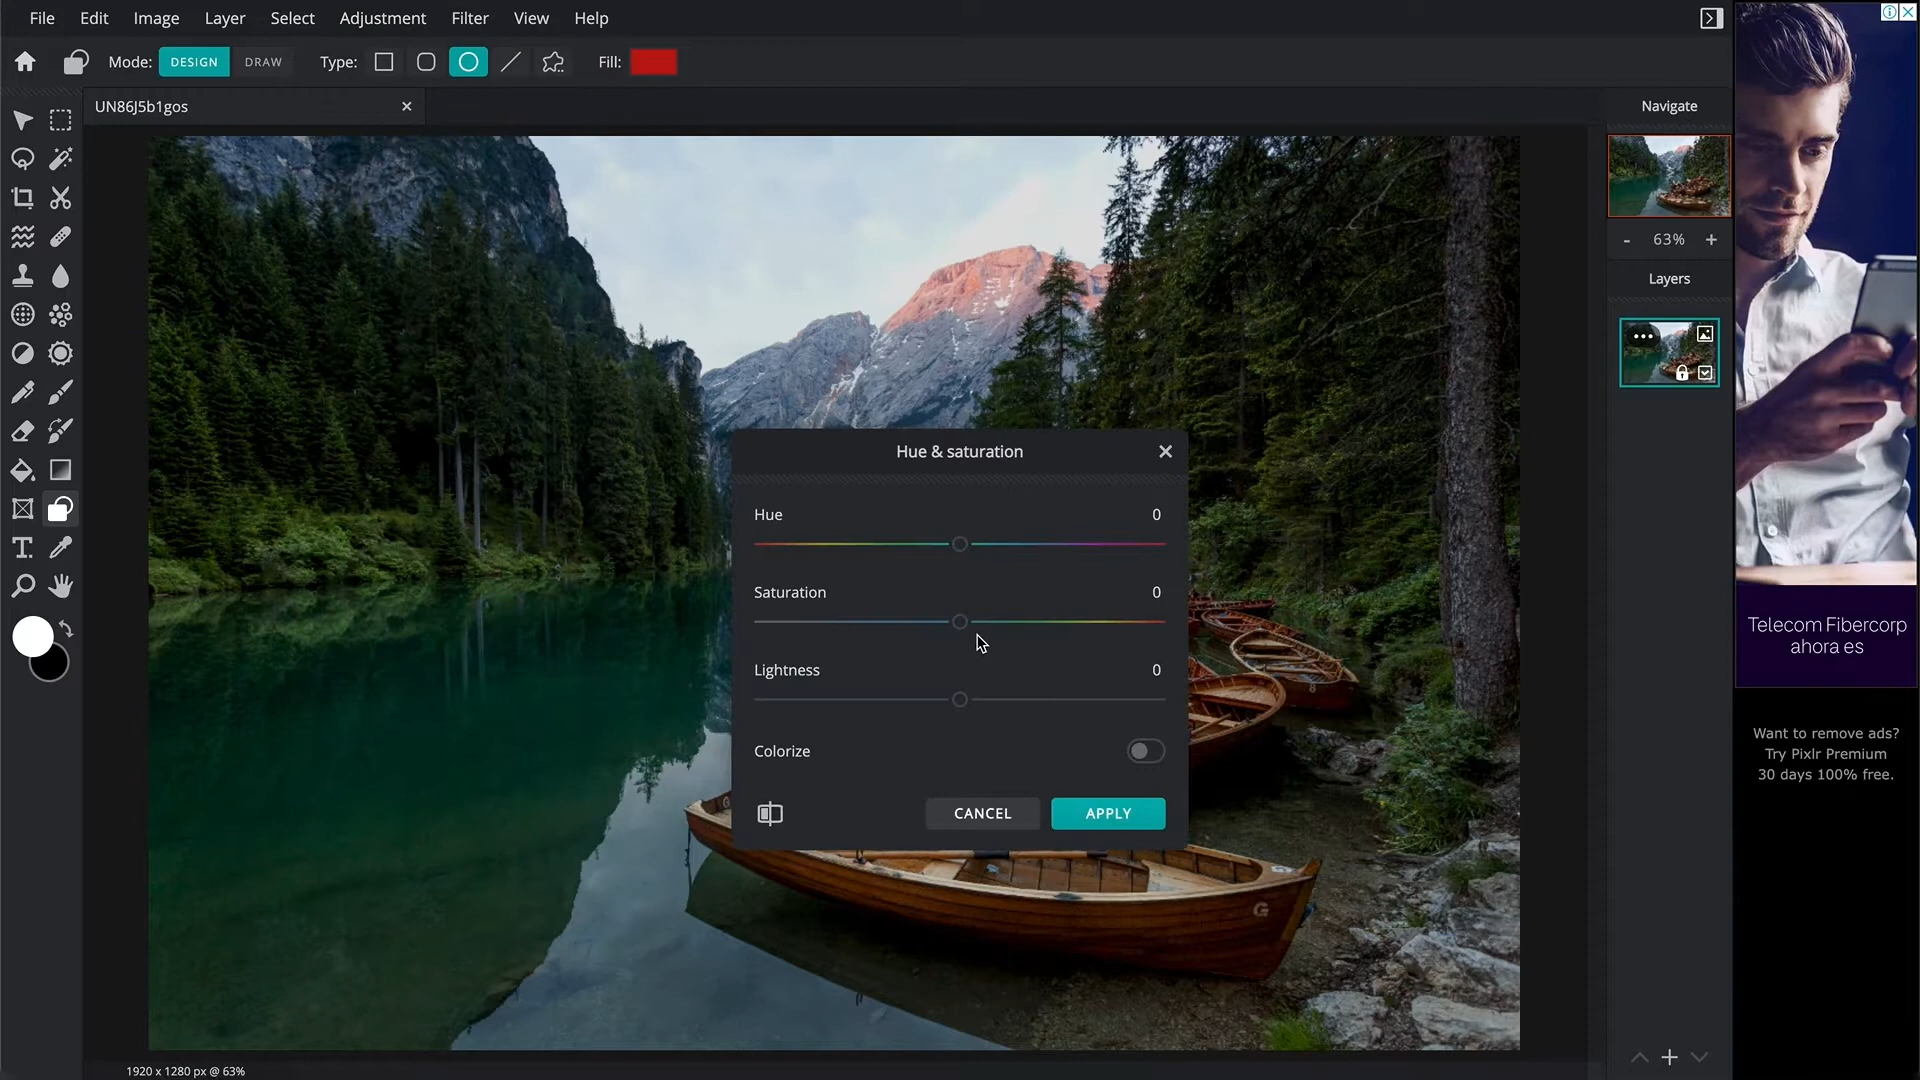 File Edit Image Layer Select Adjustment Filter View Help
Mode: DESIGN DRAW Type: Fill:
UN86J5b1gos
Navigate
63%
Layers
Hue & saturation
Hue 0
Saturation 0
Lightness 0
Colorize
CANCEL APPLY
G
8
Telecom Fibercorp
ahora es
Want to remove ads?
Try Pixlr Premium
30 days 100% free.
1920 x 1280 px @ 63%